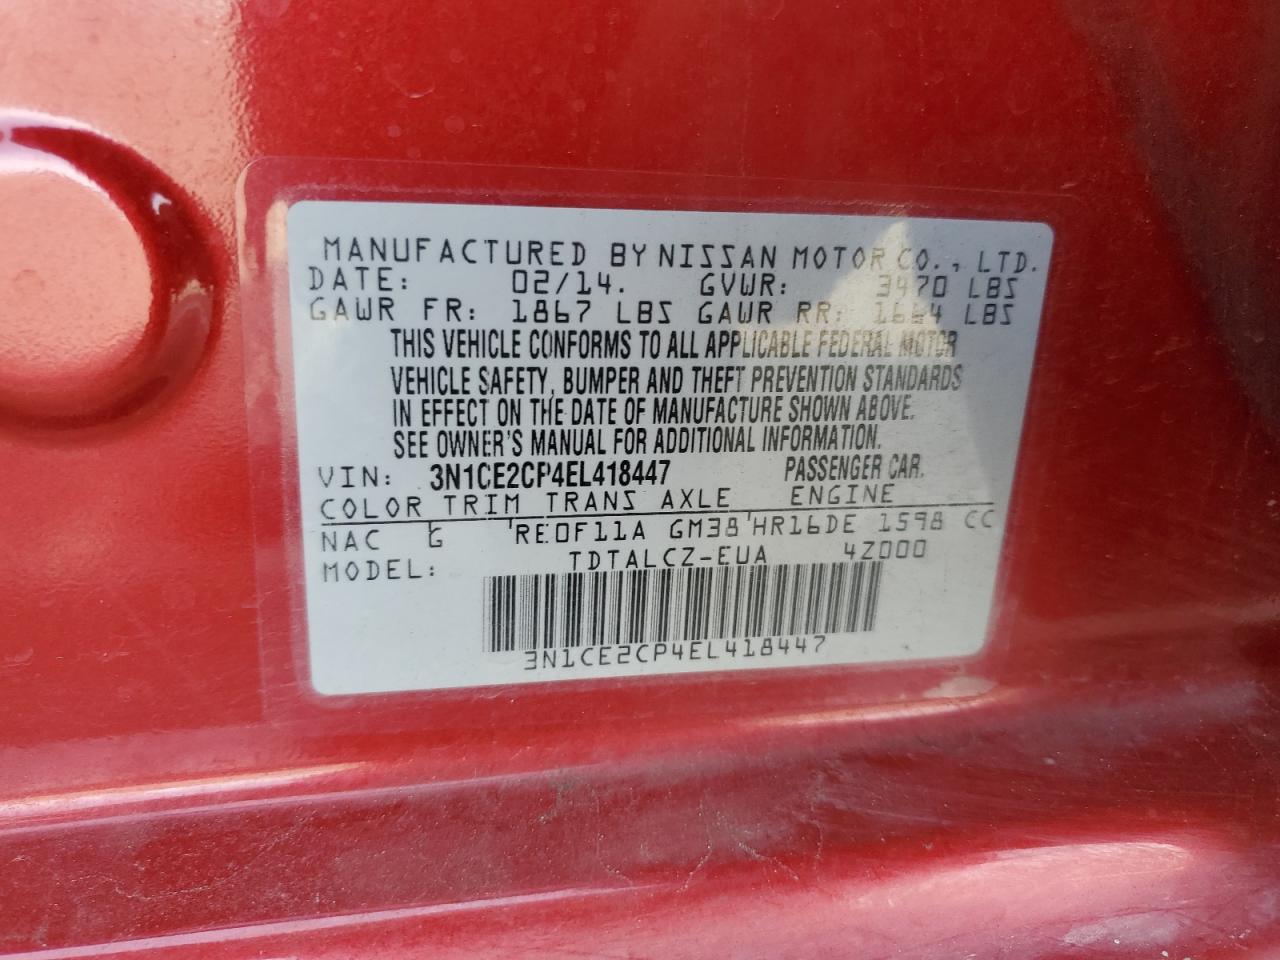 MANUFACTURED BY NISSAN MOTOR CO., LTD.
DATE: 02/14. GVWR: 3470 LBS
GAWR FR: 1867 LBS GAWR RR: 1664 LBS
THIS VEHICLE CONFORMS TO ALL APPLICABLE FEDERAL MOTOR
VEHICLE SAFETY, BUMPER AND THEFT PREVENTION STANDARDS
IN EFFECT ON THE DATE OF MANUFACTURE SHOWN ABOVE.
SEE OWNER'S MANUAL FOR ADDITIONAL INFORMATION.
VIN: 3N1CE2CP4EL418447 PASSENGER CAR.
COLOR TRIM TRANS AXLE ENGINE
NAC G RE0F11A GM38 HR16DE 1598 CC
MODEL: TDTALCZ-EUA 4Z000
3N1CE2CP4EL418447